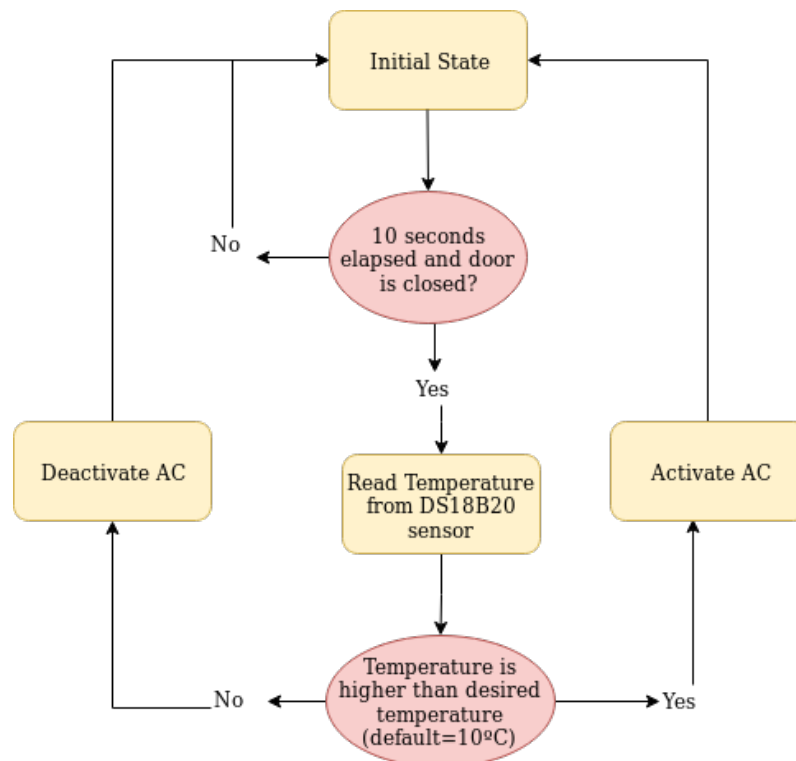 Initial State
10 seconds
elapsed and door
is closed?
No
Yes
Deactivate AC
Read Temperature
from DS18B20
sensor
Activate AC
Temperature is
higher than desired
temperature
(default=10ºC)
No
Yes